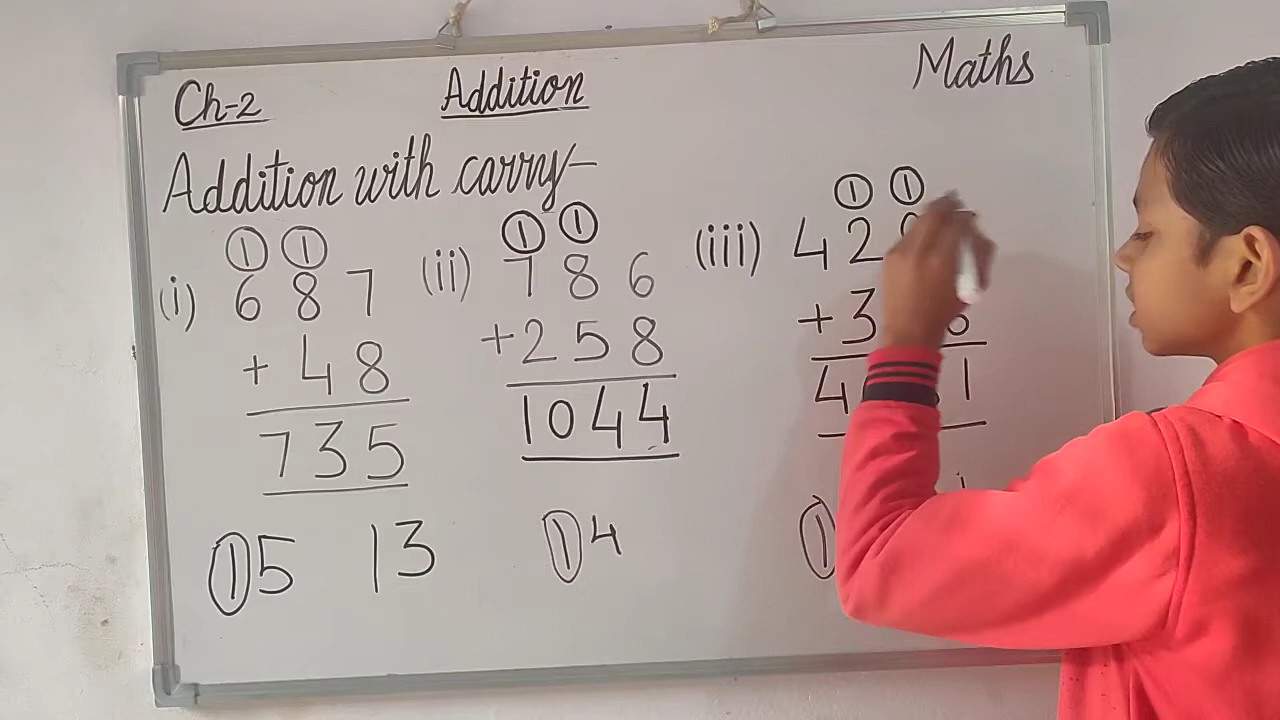 Ch-2 Addition Maths
Addition with carry-
(i) ① ①
6 8 7
+ 4 8
7 3 5
①5 13
(ii) ① ①
7 8 6
+ 2 5 8
1 0 4 4
①4
(iii) ① ①
4 2
+ 3 8
4 1
①